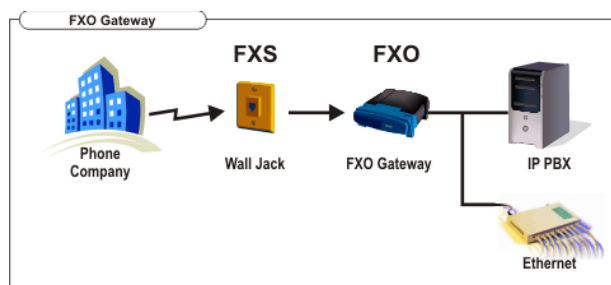 FXO Gateway
FXS
FXO
Phone
Company
Wall Jack
FXO Gateway
IP PBX
Ethernet